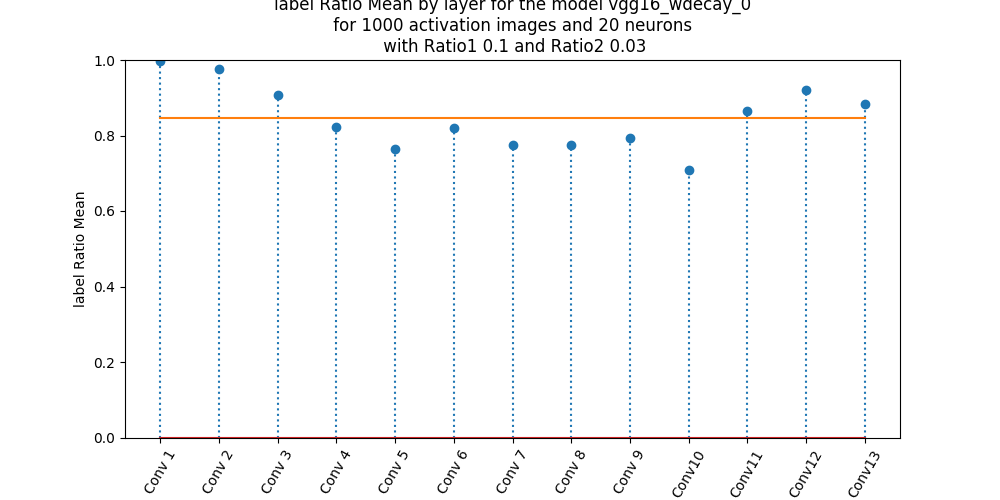 label Ratio Mean by layer for the model vgg16_wdecay_0
for 1000 activation images and 20 neurons
with Ratio1 0.1 and Ratio2 0.03
1.0
0.8
0.6
0.4
0.2
0.0
label Ratio Mean
Conv 1
Conv 2
Conv 3
Conv 4
Conv 5
Conv 6
Conv 7
Conv 8
Conv 9
Conv10
Conv11
Conv12
Conv13